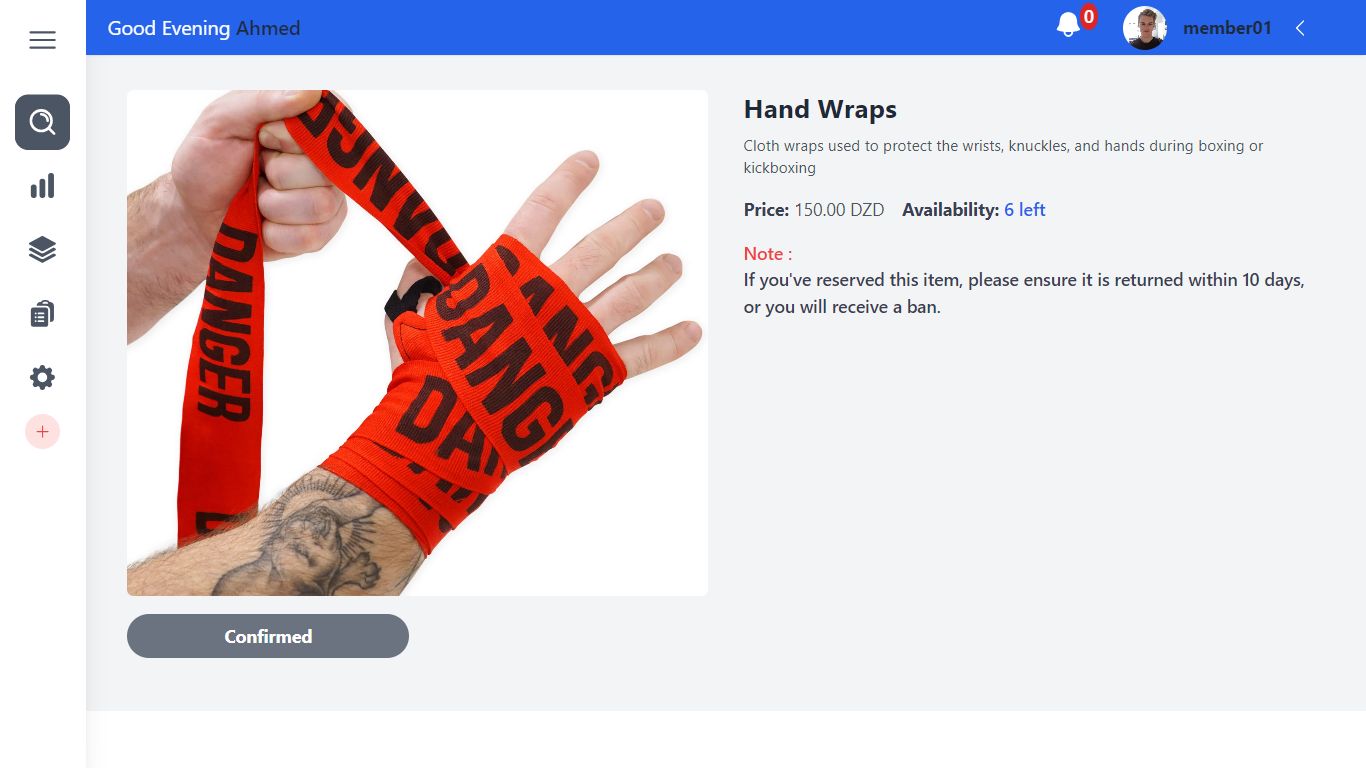 Good Evening Ahmed
0
member01
Hand Wraps
Cloth wraps used to protect the wrists, knuckles, and hands during boxing or
kickboxing
Price: 150.00 DZD Availability: 6 left
Note :
If you've reserved this item, please ensure it is returned within 10 days,
or you will receive a ban.
DANGER
DANGER
DANG
DA
Confirmed